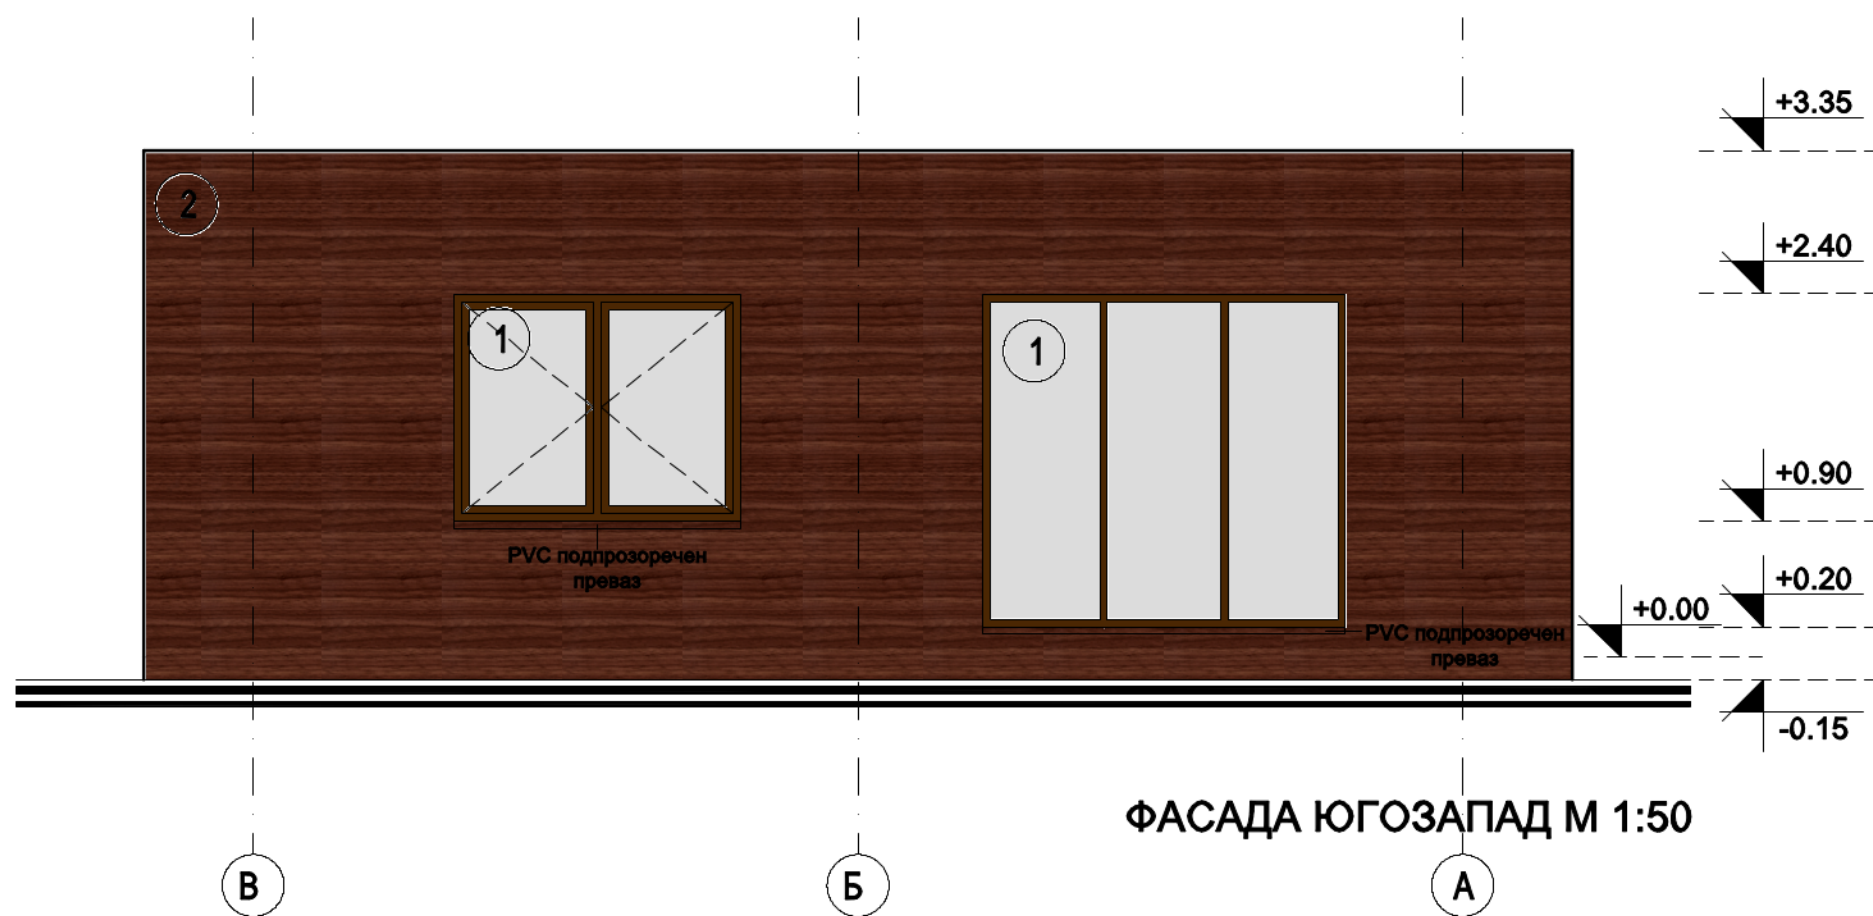 +3.35
2
+2.40
1
1
+0.90
PVC подпрозоречен
преваз
+0.20
+0.00
PVC подпрозоречен
преваз
-0.15
ФАСАДА ЮГОЗАПАД М 1:50
В
Б
А